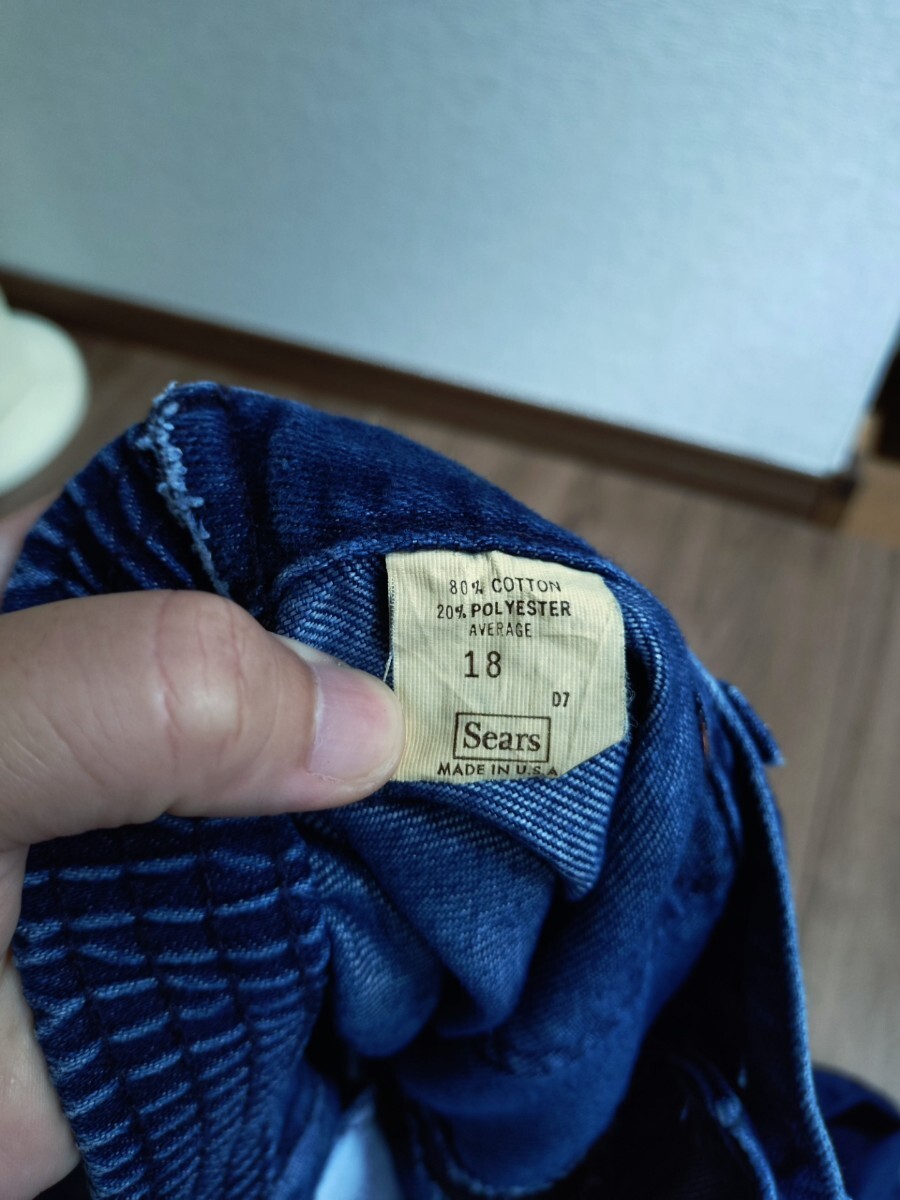 80% COTTON
20% POLYESTER
AVERAGE
18
D7
Sears
MADE IN U.S.A